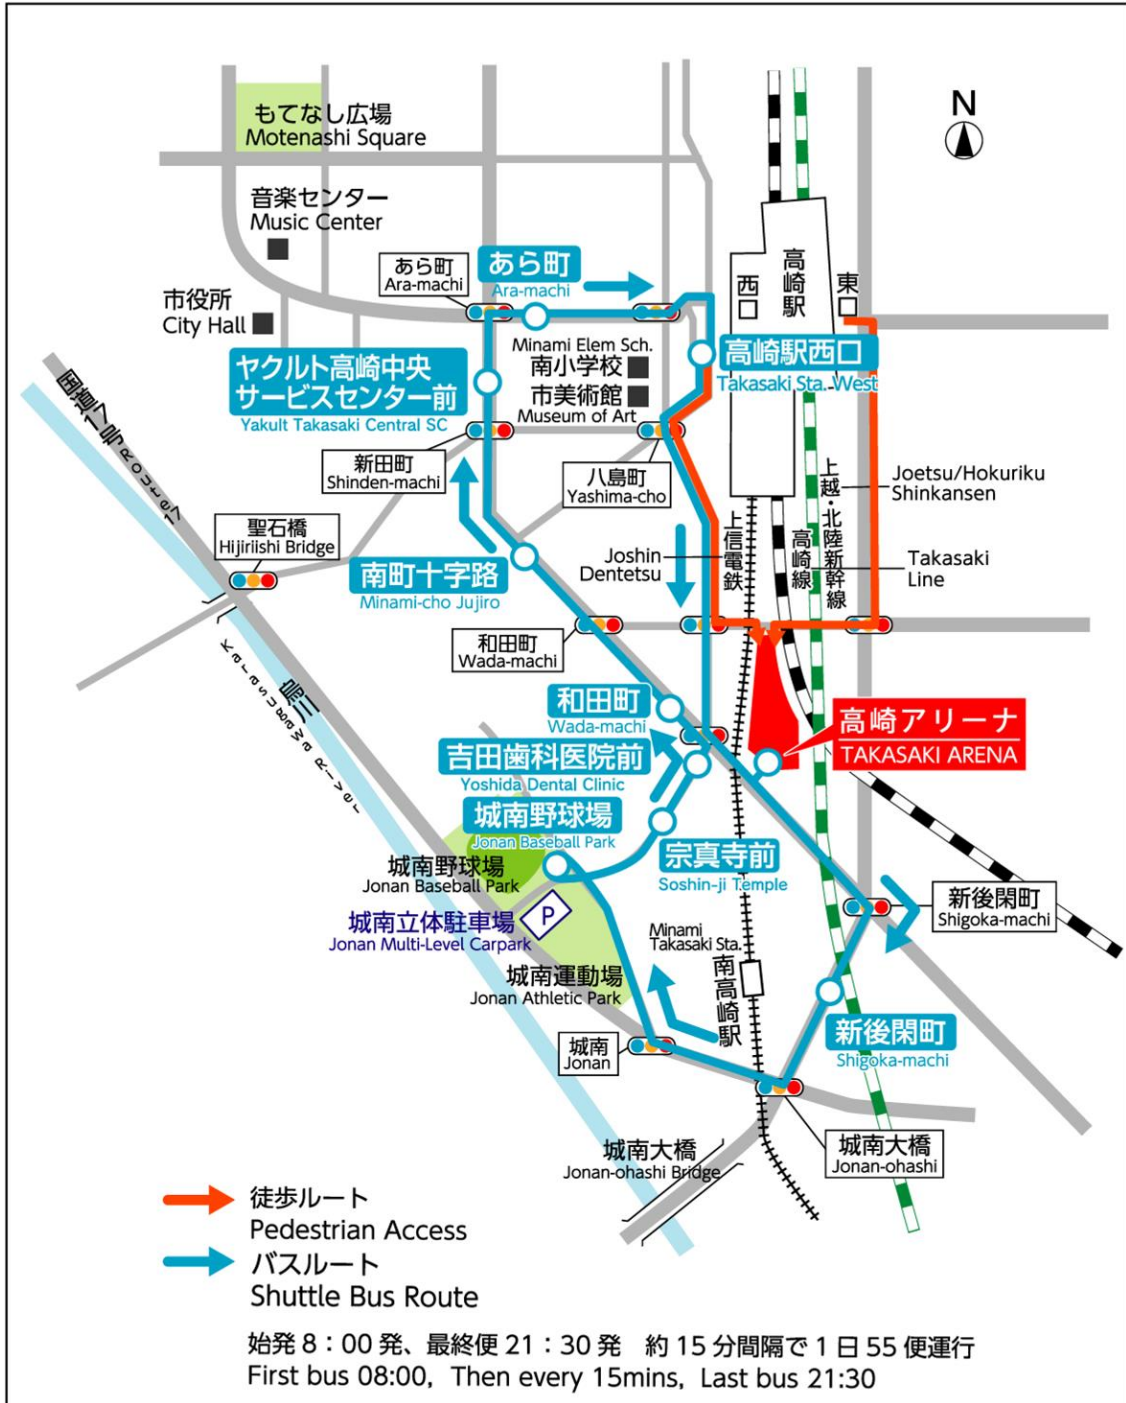 もてなし広場
Motenashi Square
N
音楽センター
Music Center
市役所
City Hall
あら町
Ara-machi
あら町
Ara-machi
西口
高崎駅
東口
Minami Elem Sch.
南小学校
市美術館
Museum of Art
高崎駅西口
Takasaki Sta. West
ヤクルト高崎中央
サービスセンター前
Yakult Takasaki Central SC
国道17号
Route 17
新田町
Shinden-machi
八島町
Yashima-cho
聖石橋
Hijiriishi Bridge
南町十字路
Minami-cho Jujiro
Joshin
Dentetsu
上信電鉄
高崎線
上越・北陸新幹線
Joetsu/Hokuriku
Shinkansen
Takasaki
Line
和田町
Wada-machi
烏川
Karasugawa River
和田町
Wada-machi
高崎アリーナ
TAKASAKI ARENA
吉田歯科医院前
Yoshida Dental Clinic
城南野球場
Jonan Baseball Park
宗真寺前
Soshin-ji Temple
城南野球場
Jonan Baseball Park
P
城南立体駐車場
Jonan Multi-Level Carpark
城南運動場
Jonan Athletic Park
Minami
Takasaki Sta.
南高崎駅
新後閑町
Shigoka-machi
新後閑町
Shigoka-machi
城南
Jonan
城南大橋
Jonan-ohashi Bridge
城南大橋
Jonan-ohashi
徒歩ルート
Pedestrian Access
バスルート
Shuttle Bus Route
始発 8：00 発、最終便 21：30 発　約 15 分間隔で 1 日 55 便運行
First bus 08:00, Then every 15mins, Last bus 21:30